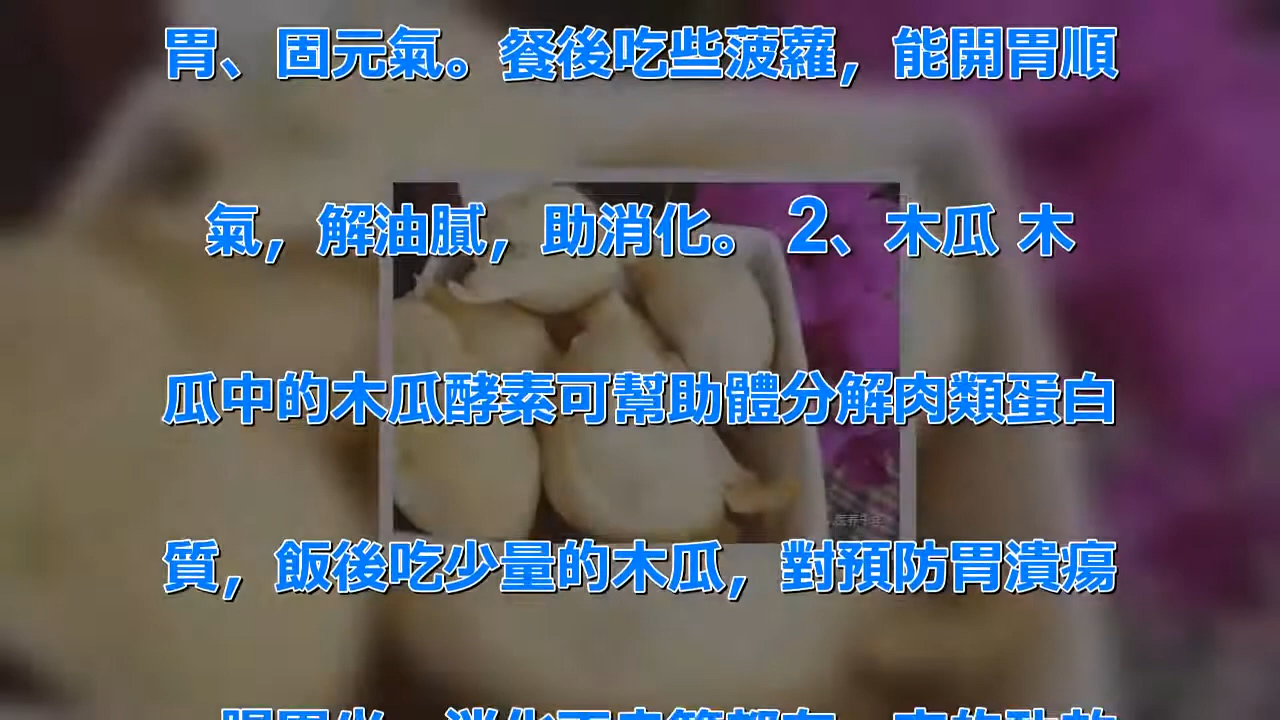 胃、固元氣。餐後吃些菠蘿，能開胃順
氣，解油膩，助消化。 2、木瓜 木
瓜中的木瓜酵素可幫助體分解肉類蛋白
質，飯後吃少量的木瓜，對預防胃潰瘍